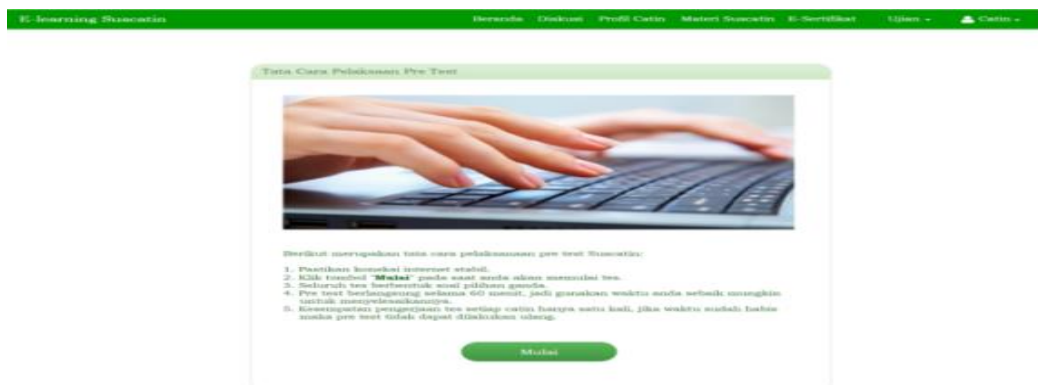 E-learning Suscatin
Beranda Diskusi Profil Catin Materi Suscatin E-Sertifikat Ujian Catin
Tata Cara Pelaksanaan Pre Test
Berikut merupakan tata cara pelaksanaan pre test Suscatin:
1. Pastikan koneksi internet stabil.
2. Klik tombol "Mulai" pada saat anda akan memulai tes.
3. Seluruh tes berbentuk soal pilihan ganda.
4. Pre test berlangsung selama 60 menit, jadi gunakan waktu anda sebaik mungkin
untuk menyelesaikannya.
5. Kesempatan pengerjaan tes setiap catin hanya satu kali, jika waktu sudah habis
maka pre test tidak dapat dilakukan ulang.
Mulai